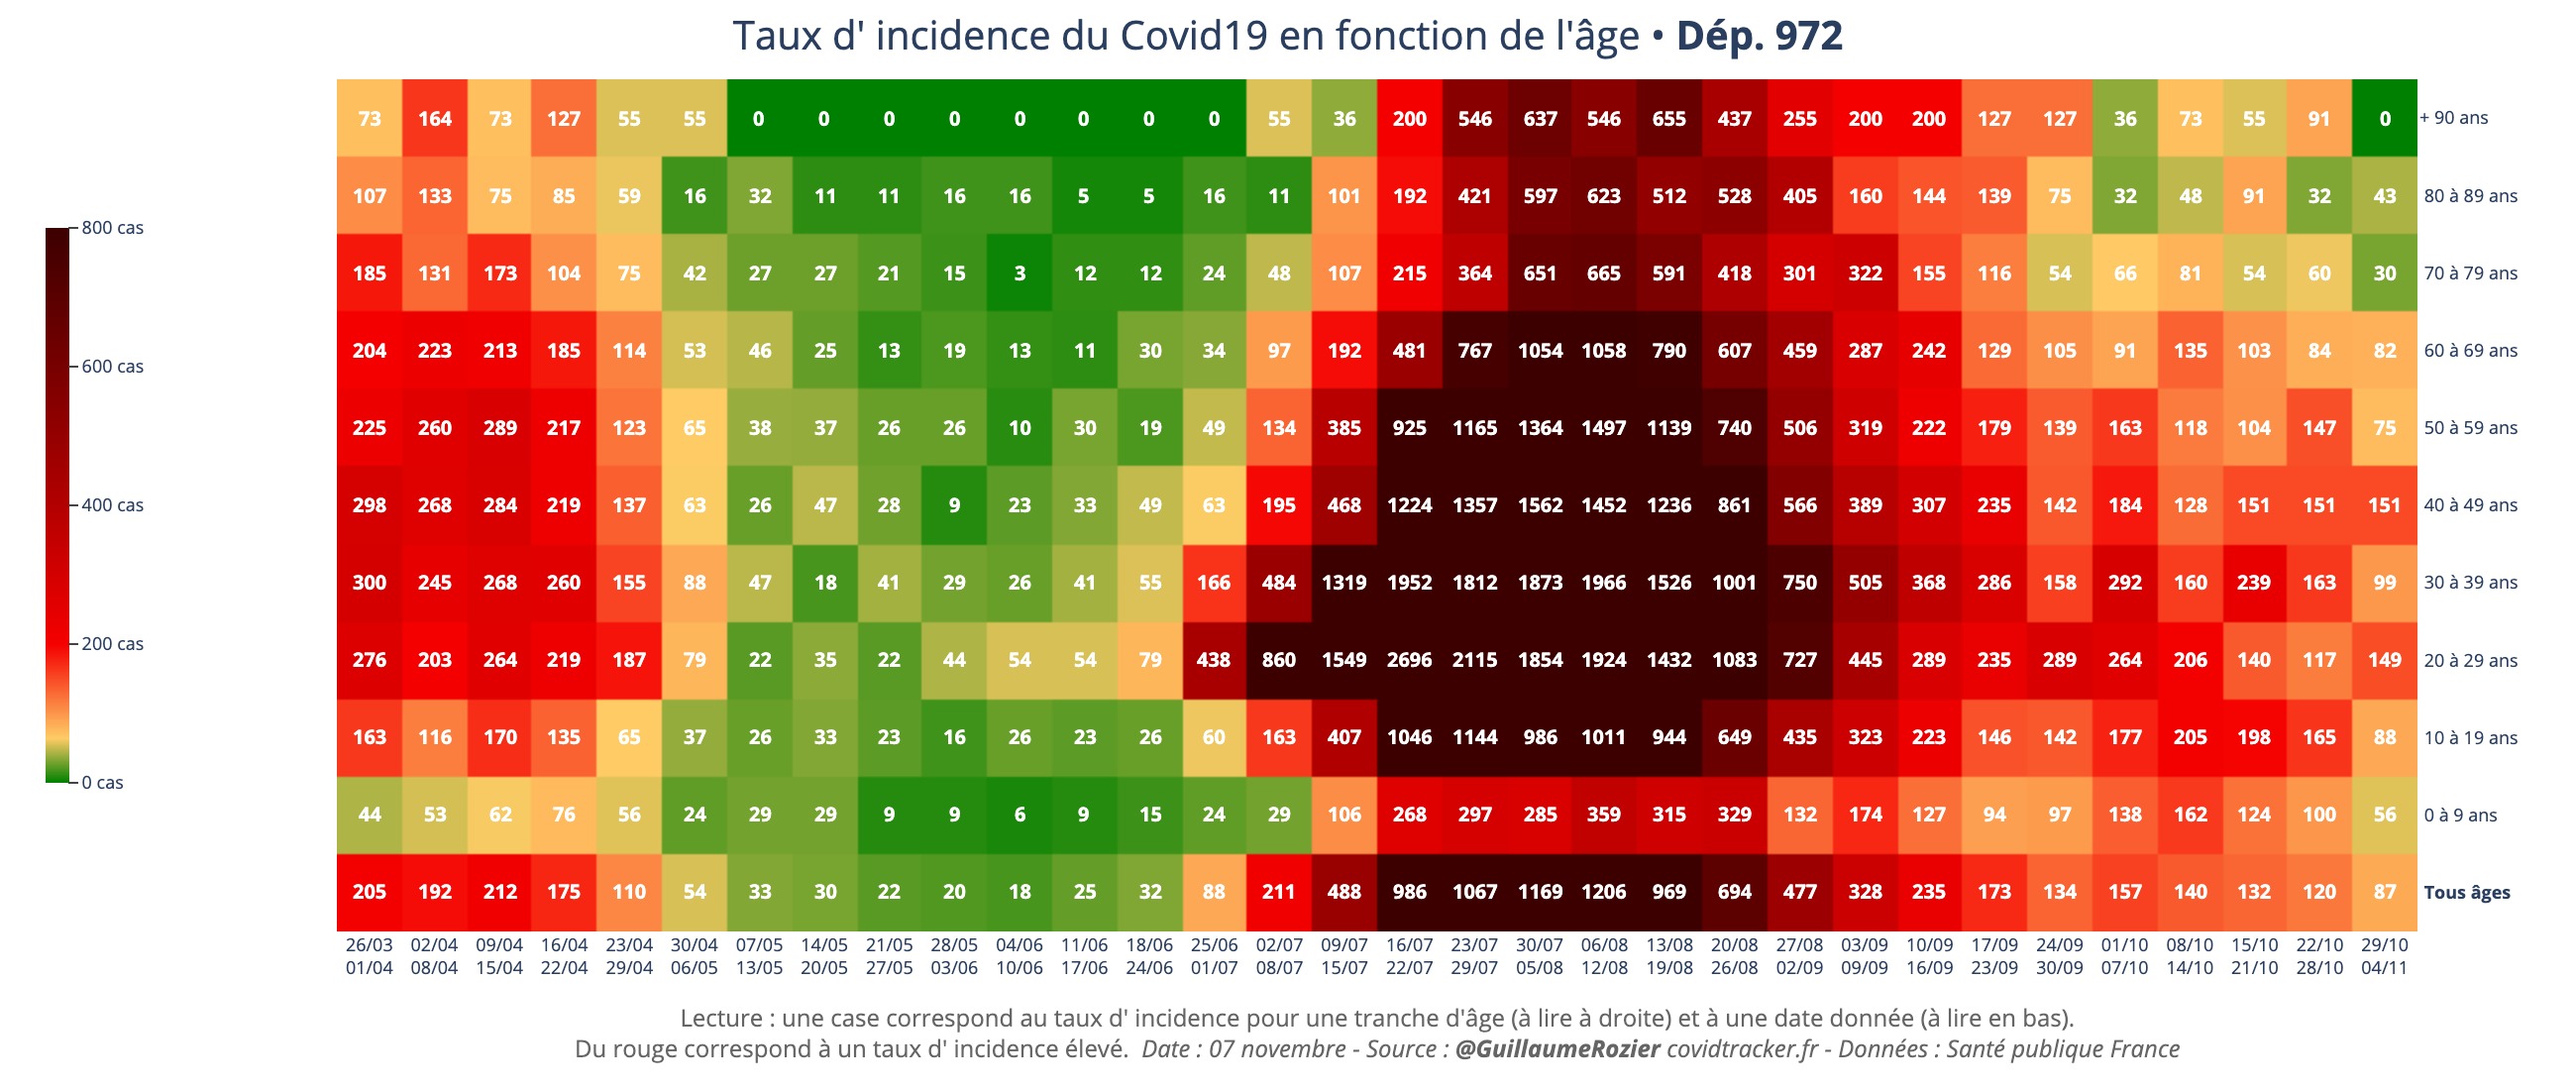 Taux d' incidence du Covid19 en fonction de l'âge • Dép. 972
73 164 73 127 55 55 0 0 0 0 0 0 0 0 55 36 200 546 637 546 655 437 255 200 200 127 127 36 73 55 91 0 + 90 ans
107 133 75 85 59 16 32 11 11 16 16 5 5 16 11 101 192 421 597 623 512 528 405 160 144 139 75 32 48 91 32 43 80 à 89 ans
800 cas
185 131 173 104 75 42 27 27 21 15 3 12 12 24 48 107 215 364 651 665 591 418 301 322 155 116 54 66 81 54 60 30 70 à 79 ans
204 223 213 185 114 53 46 25 13 19 13 11 30 34 97 192 481 767 1054 1058 790 607 459 287 242 129 105 91 135 103 84 82 60 à 69 ans
600 cas
225 260 289 217 123 65 38 37 26 26 10 30 19 49 134 385 925 1165 1364 1497 1139 740 506 319 222 179 139 163 118 104 147 75 50 à 59 ans
400 cas
298 268 284 219 137 63 26 47 28 9 23 33 49 63 195 468 1224 1357 1562 1452 1236 861 566 389 307 235 142 184 128 151 151 151 40 à 49 ans
300 245 268 260 155 88 47 18 41 29 26 41 55 166 484 1319 1952 1812 1873 1966 1526 1001 750 505 368 286 158 292 160 239 163 99 30 à 39 ans
200 cas
276 203 264 219 187 79 22 35 22 44 54 54 79 438 860 1549 2696 2115 1854 1924 1432 1083 727 445 289 235 289 264 206 140 117 149 20 à 29 ans
163 116 170 135 65 37 26 33 23 16 26 23 26 60 163 407 1046 1144 986 1011 944 649 435 323 223 146 142 177 205 198 165 88 10 à 19 ans
0 cas
44 53 62 76 56 24 29 29 9 9 6 9 15 24 29 106 268 297 285 359 315 329 132 174 127 94 97 138 162 124 100 56 0 à 9 ans
205 192 212 175 110 54 33 30 22 20 18 25 32 88 211 488 986 1067 1169 1206 969 694 477 328 235 173 134 157 140 132 120 87 Tous âges
26/03 02/04 09/04 16/04 23/04 30/04 07/05 14/05 21/05 28/05 04/06 11/06 18/06 25/06 02/07 09/07 16/07 23/07 30/07 06/08 13/08 20/08 27/08 03/09 10/09 17/09 24/09 01/10 08/10 15/10 22/10 29/10
01/04 08/04 15/04 22/04 29/04 06/05 13/05 20/05 27/05 03/06 10/06 17/06 24/06 01/07 08/07 15/07 22/07 29/07 05/08 12/08 19/08 26/08 02/09 09/09 16/09 23/09 30/09 07/10 14/10 21/10 28/10 04/11
Lecture : une case correspond au taux d' incidence pour une tranche d'âge (à lire à droite) et à une date donnée (à lire en bas).
Du rouge correspond à un taux d' incidence élevé. Date : 07 novembre - Source : @GuillaumeRozier covidtracker.fr - Données : Santé publique France